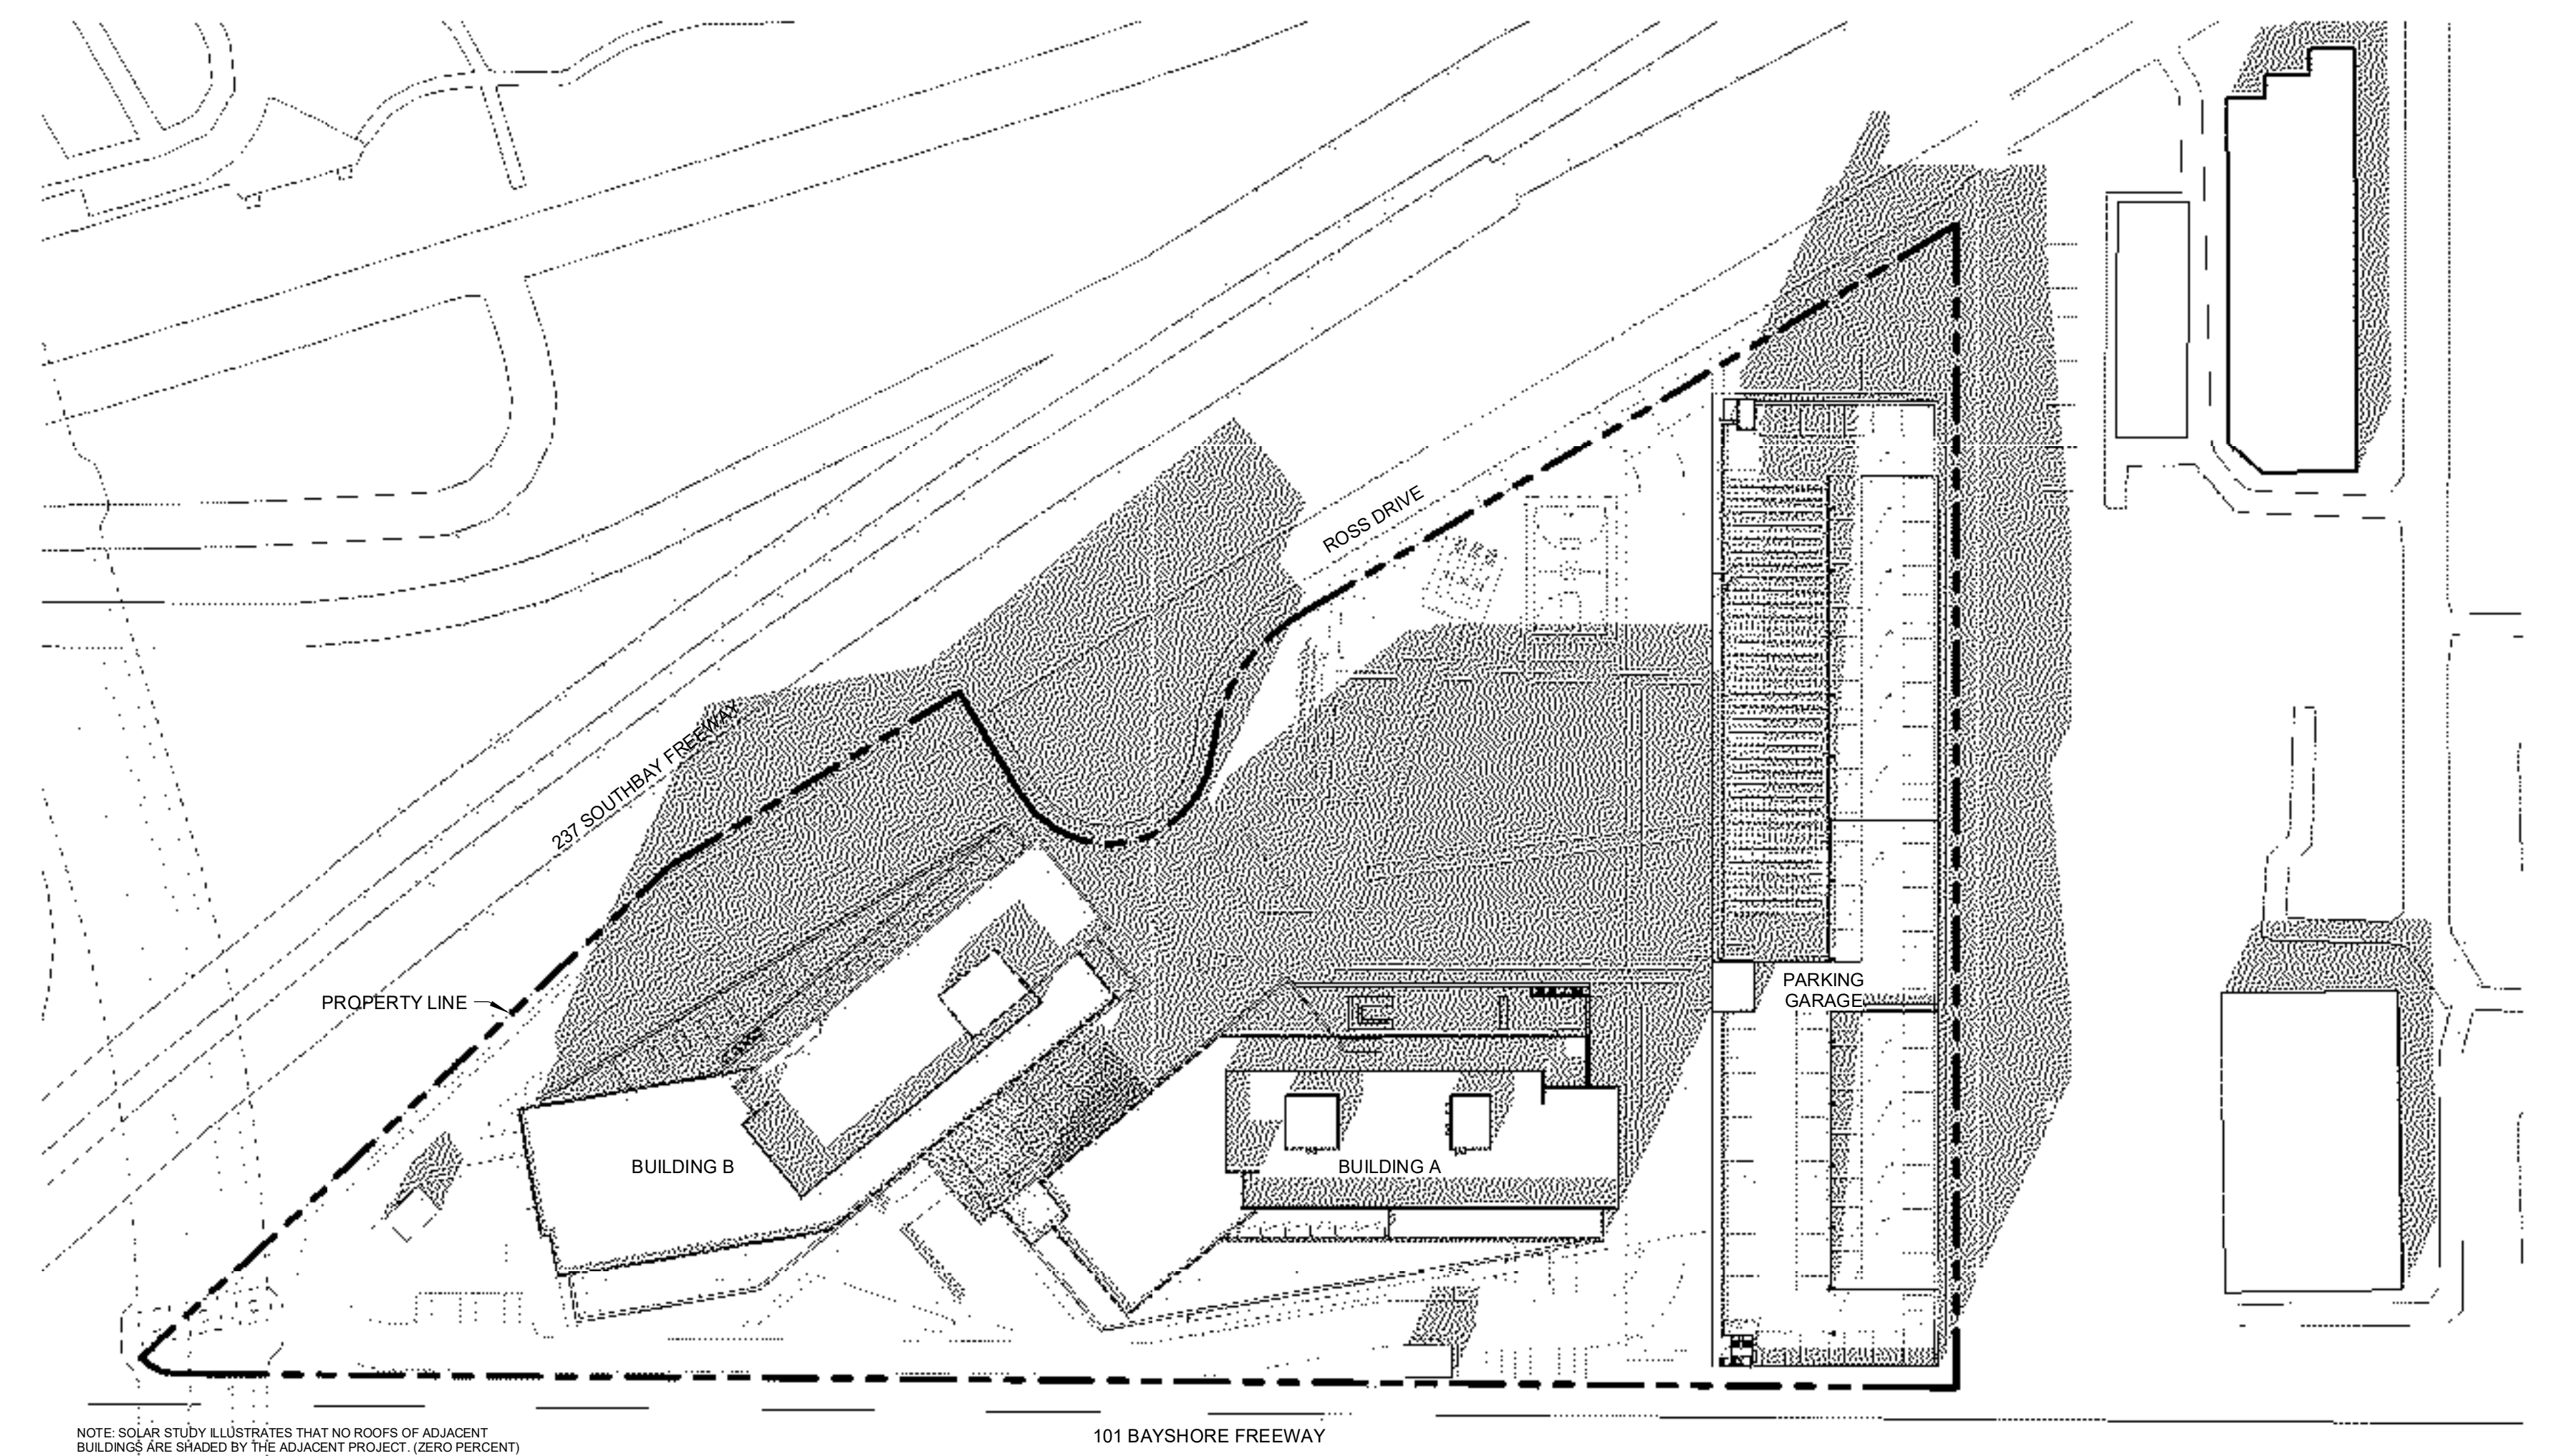 ROSS DRIVE
237 SOUTHBAY FREEWAY
PROPERTY LINE
PARKING
GARAGE
BUILDING B
BUILDING A
NOTE: SOLAR STUDY ILLUSTRATES THAT NO ROOFS OF ADJACENT
BUILDINGS ARE SHADED BY THE ADJACENT PROJECT. (ZERO PERCENT)
101 BAYSHORE FREEWAY